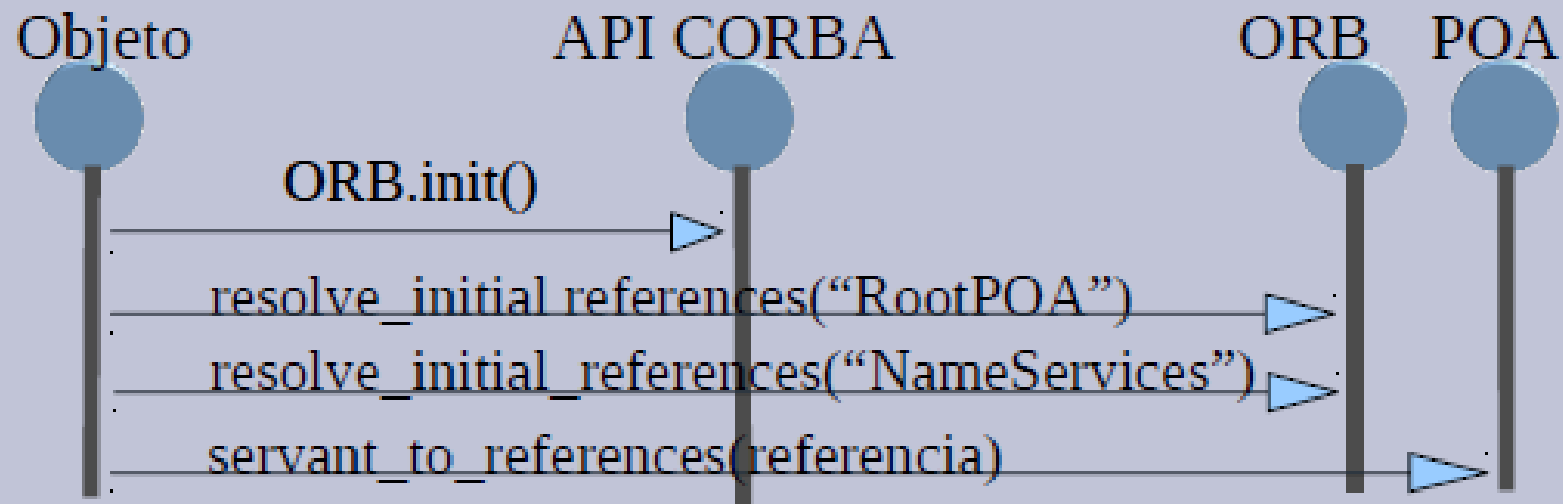 Objeto API CORBA ORB POA
ORB.init()
resolve_initial references(“RootPOA”)
resolve_initial_references(“NameServices”)
servant_to_references(referencia)